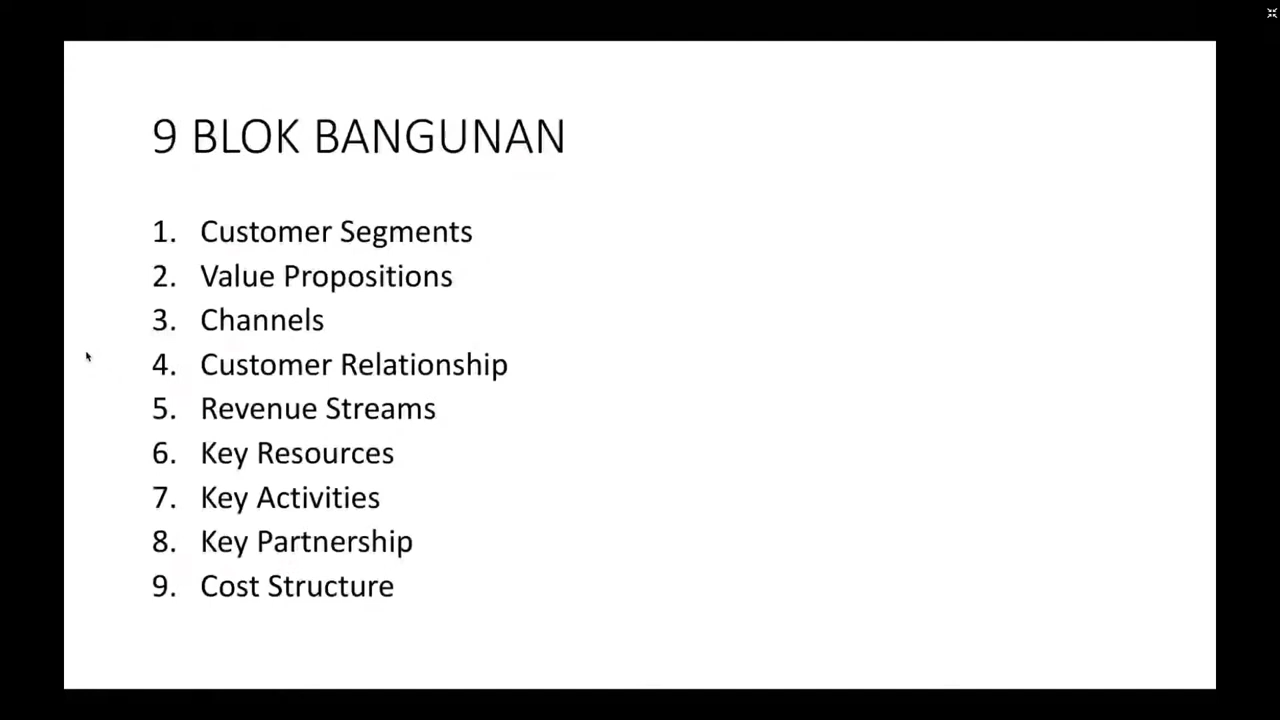 9 BLOK BANGUNAN
1. Customer Segments
2. Value Propositions
3. Channels
4. Customer Relationship
5. Revenue Streams
6. Key Resources
7. Key Activities
8. Key Partnership
9. Cost Structure